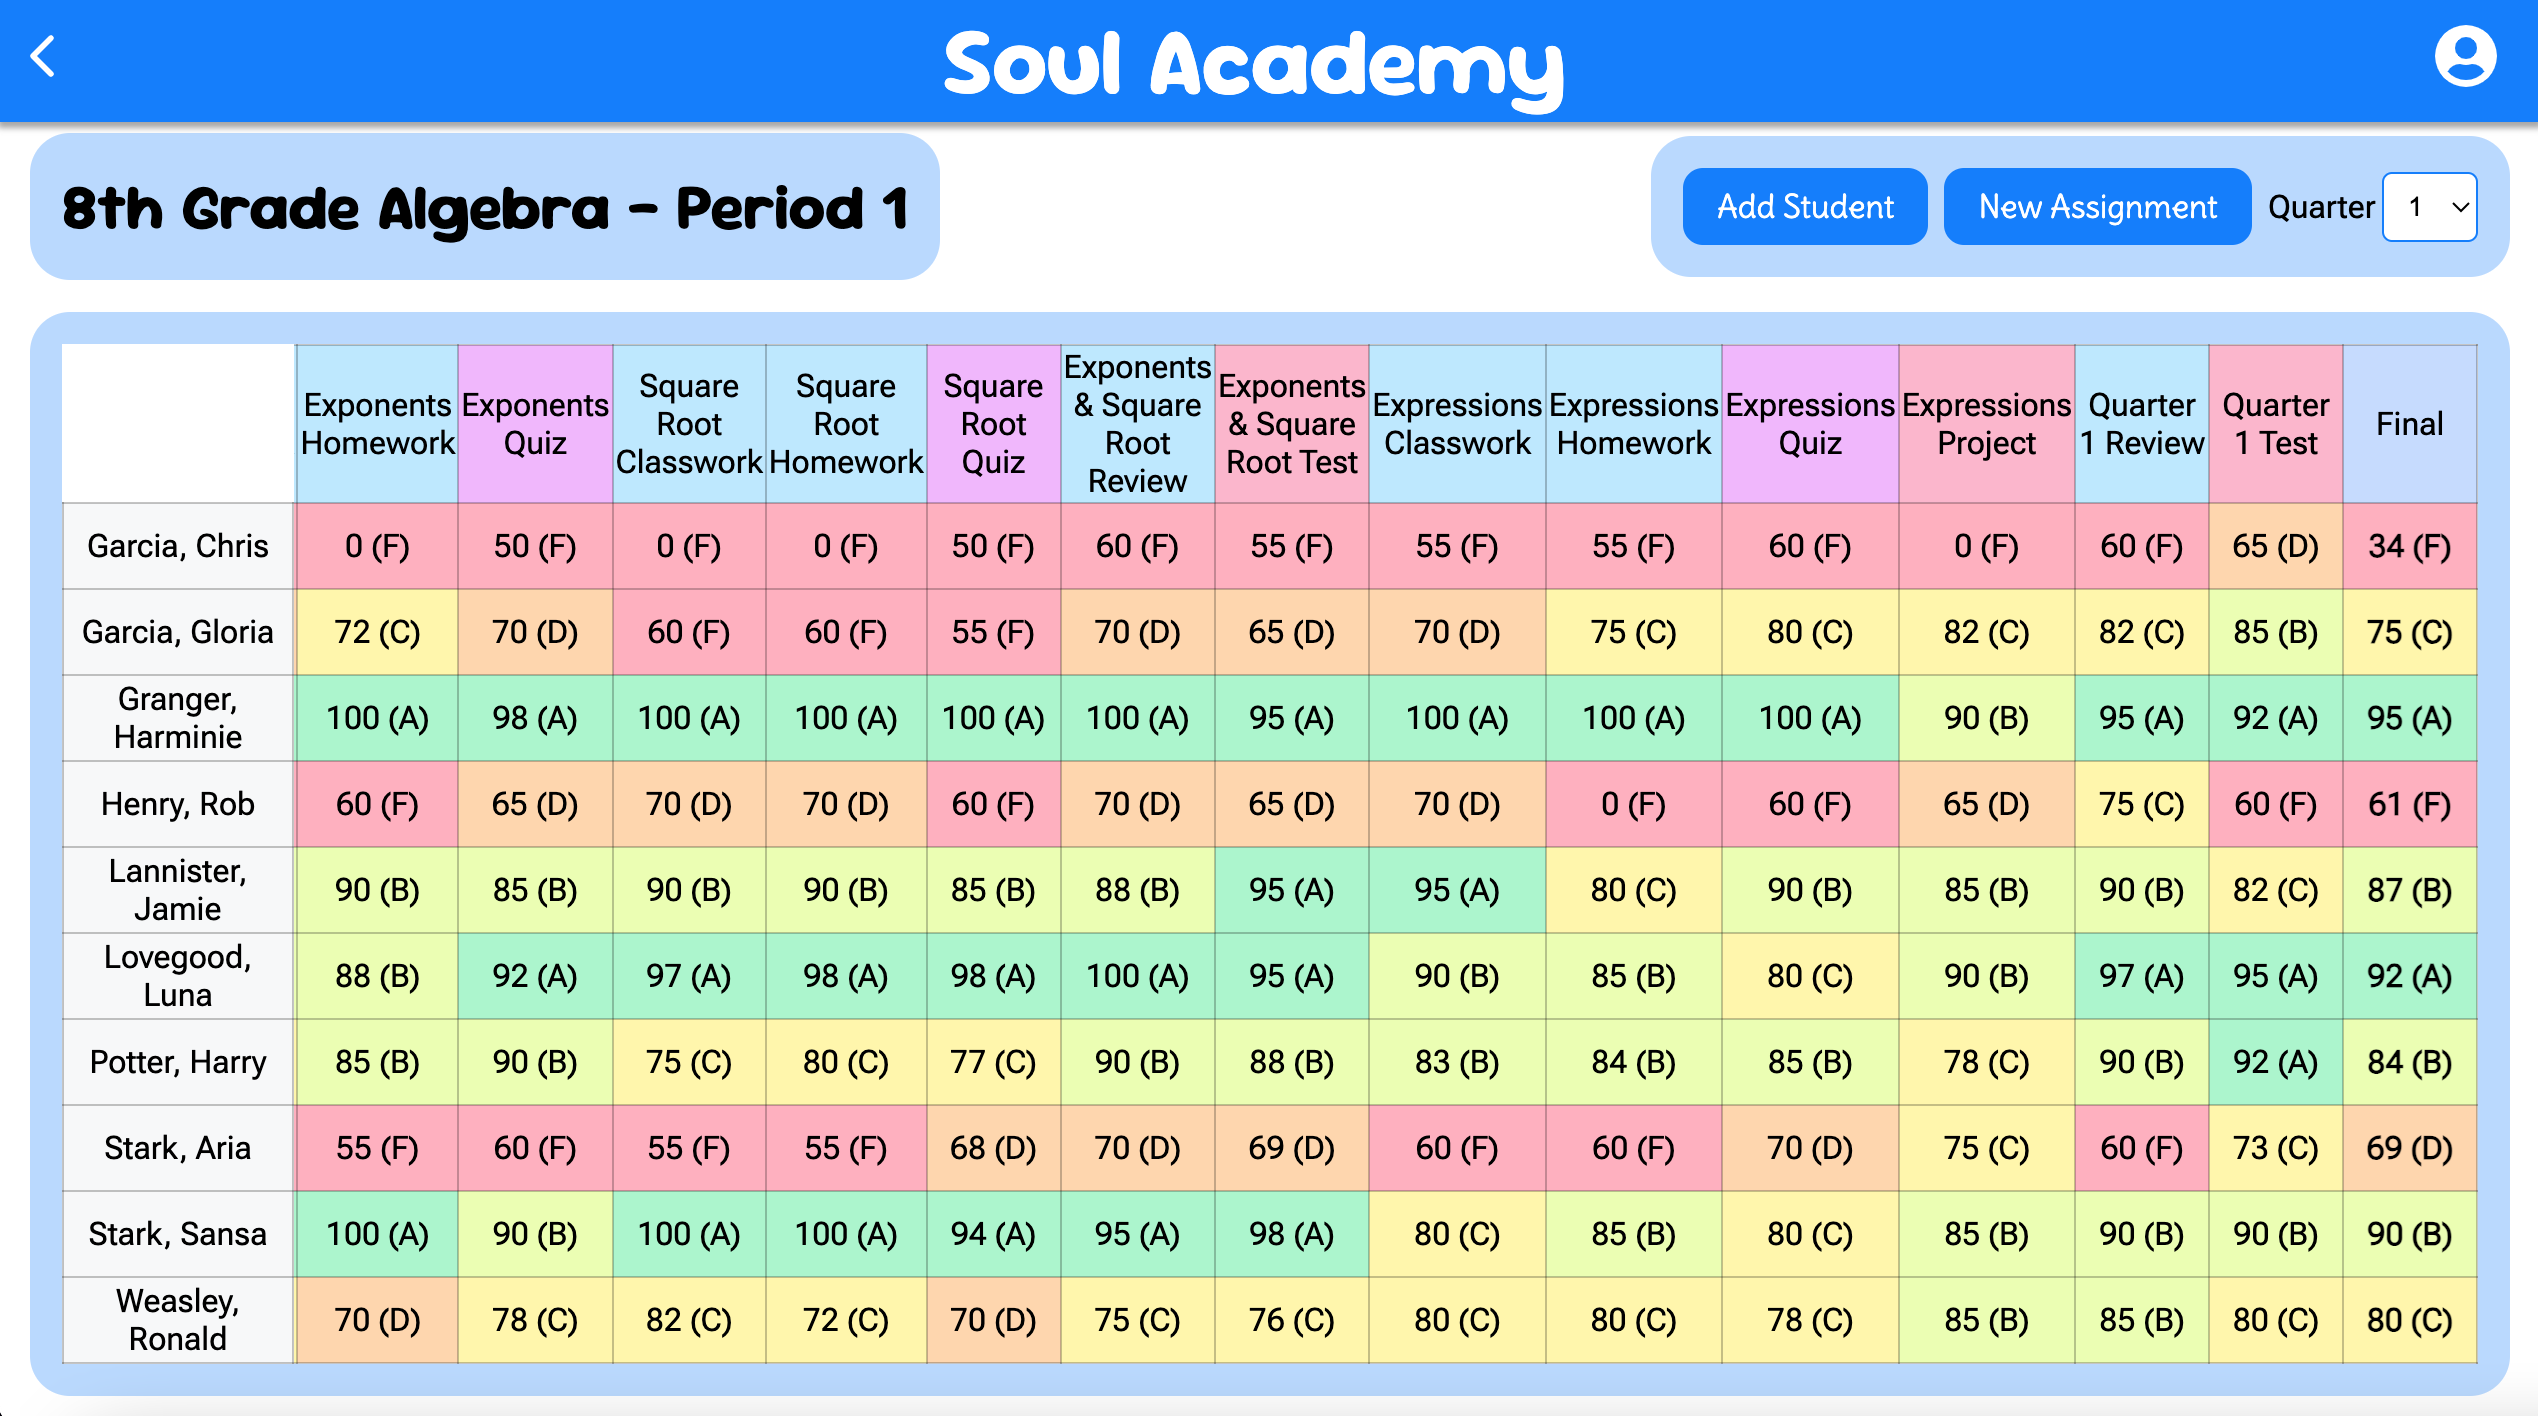 Soul Academy
8th Grade Algebra - Period 1
Add Student New Assignment Quarter 1
Exponents Homework Exponents Quiz Square Root Classwork Square Root Homework Square Root Quiz Exponents & Square Root Review Exponents & Square Root Test Expressions Classwork Expressions Homework Expressions Quiz Expressions Project Quarter 1 Review Quarter 1 Test Final
Garcia, Chris 0 (F) 50 (F) 0 (F) 0 (F) 50 (F) 60 (F) 55 (F) 55 (F) 55 (F) 60 (F) 0 (F) 60 (F) 65 (D) 34 (F)
Garcia, Gloria 72 (C) 70 (D) 60 (F) 60 (F) 55 (F) 70 (D) 65 (D) 70 (D) 75 (C) 80 (C) 82 (C) 82 (C) 85 (B) 75 (C)
Granger, Harminie 100 (A) 98 (A) 100 (A) 100 (A) 100 (A) 100 (A) 95 (A) 100 (A) 100 (A) 100 (A) 90 (B) 95 (A) 92 (A) 95 (A)
Henry, Rob 60 (F) 65 (D) 70 (D) 70 (D) 60 (F) 70 (D) 65 (D) 70 (D) 0 (F) 60 (F) 65 (D) 75 (C) 60 (F) 61 (F)
Lannister, Jamie 90 (B) 85 (B) 90 (B) 90 (B) 85 (B) 88 (B) 95 (A) 95 (A) 80 (C) 90 (B) 85 (B) 90 (B) 82 (C) 87 (B)
Lovegood, Luna 88 (B) 92 (A) 97 (A) 98 (A) 98 (A) 100 (A) 95 (A) 90 (B) 85 (B) 80 (C) 90 (B) 97 (A) 95 (A) 92 (A)
Potter, Harry 85 (B) 90 (B) 75 (C) 80 (C) 77 (C) 90 (B) 88 (B) 83 (B) 84 (B) 85 (B) 78 (C) 90 (B) 92 (A) 84 (B)
Stark, Aria 55 (F) 60 (F) 55 (F) 55 (F) 68 (D) 70 (D) 69 (D) 60 (F) 60 (F) 70 (D) 75 (C) 60 (F) 73 (C) 69 (D)
Stark, Sansa 100 (A) 90 (B) 100 (A) 100 (A) 94 (A) 95 (A) 98 (A) 80 (C) 85 (B) 80 (C) 85 (B) 90 (B) 90 (B) 90 (B)
Weasley, Ronald 70 (D) 78 (C) 82 (C) 72 (C) 70 (D) 75 (C) 76 (C) 80 (C) 80 (C) 78 (C) 85 (B) 85 (B) 80 (C) 80 (C)